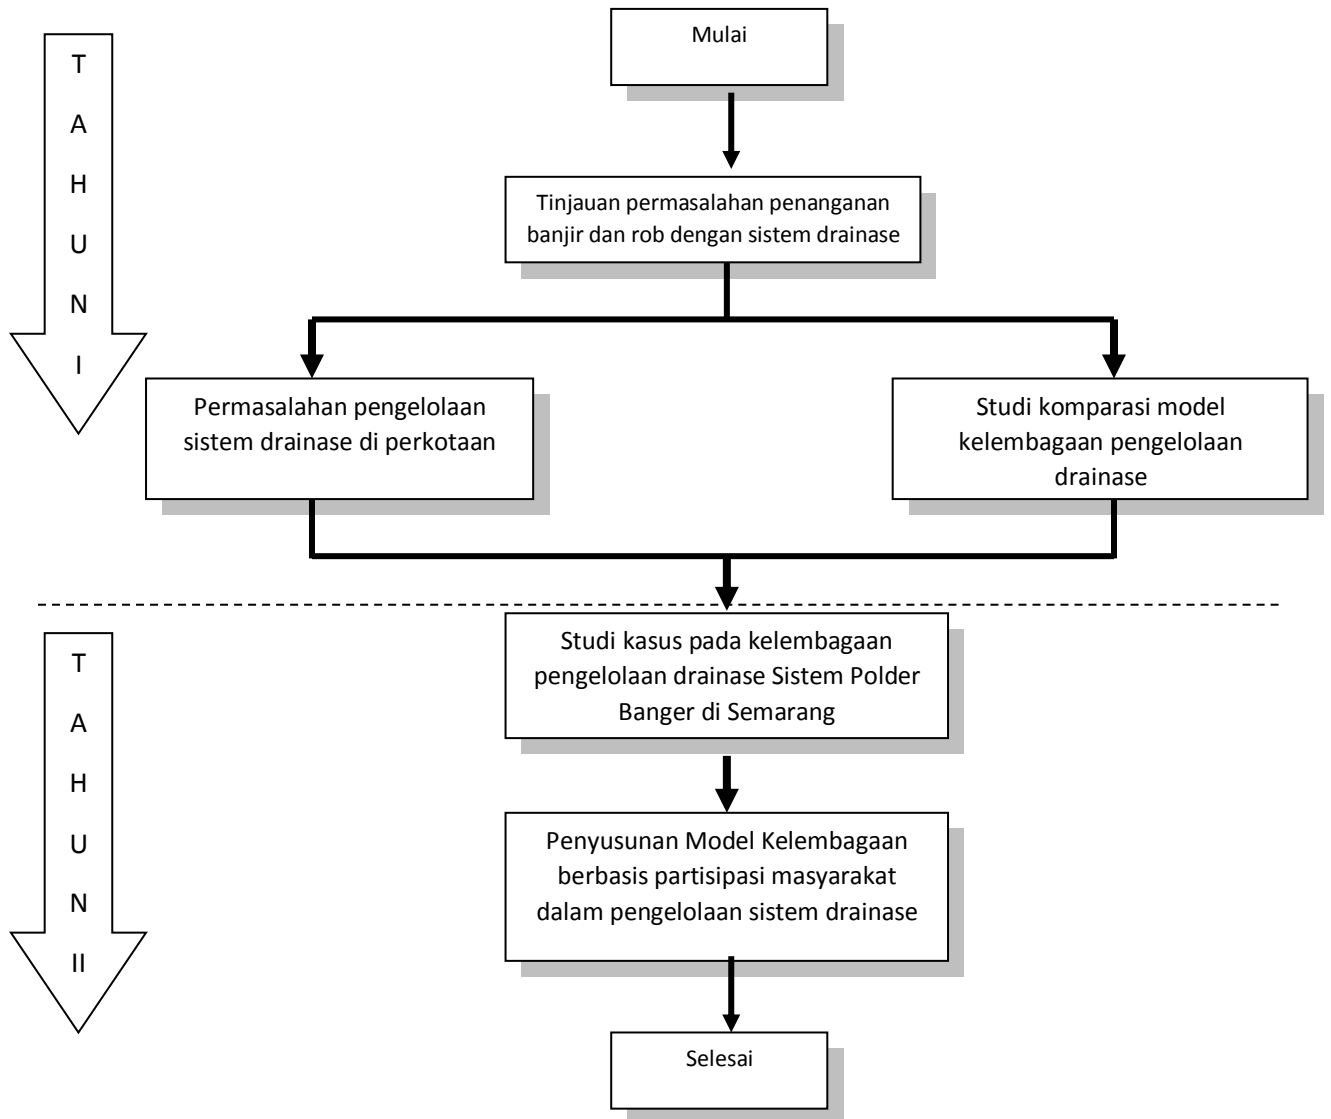 Mulai
T
A
H
U
N
I
Tinjauan permasalahan penanganan
banjir dan rob dengan sistem drainase
Permasalahan pengelolaan
sistem drainase di perkotaan
Studi komparasi model
kelembagaan pengelolaan
drainase
T
A
H
U
N
II
Studi kasus pada kelembagaan
pengelolaan drainase Sistem Polder
Banger di Semarang
Penyusunan Model Kelembagaan
berbasis partisipasi masyarakat
dalam pengelolaan sistem drainase
Selesai